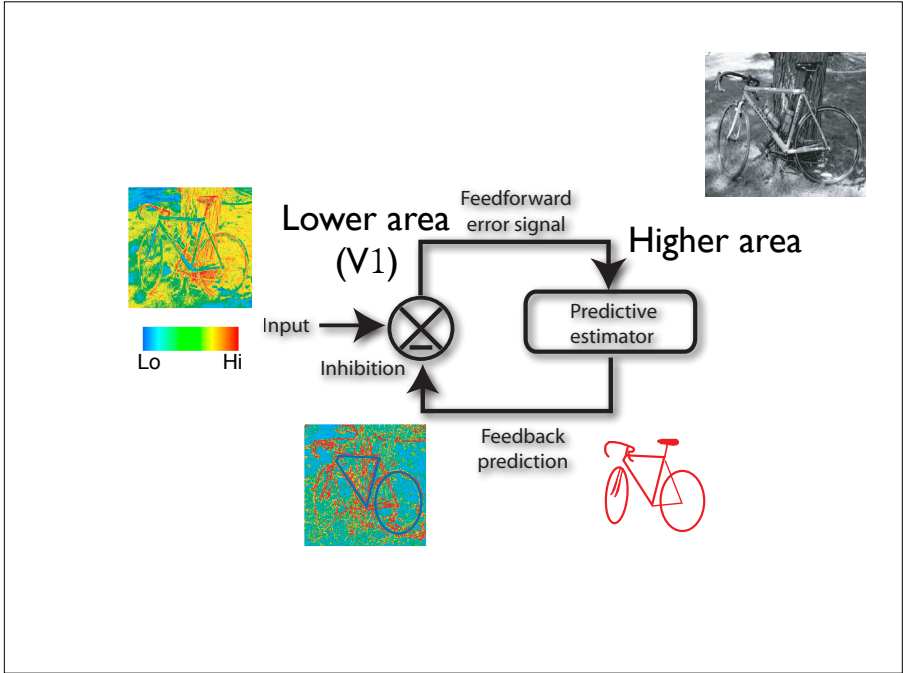 Feedforward
error signal
Lower area
(V1)
Higher area
Input
Predictive
estimator
Lo
Hi
Inhibition
Feedback
prediction